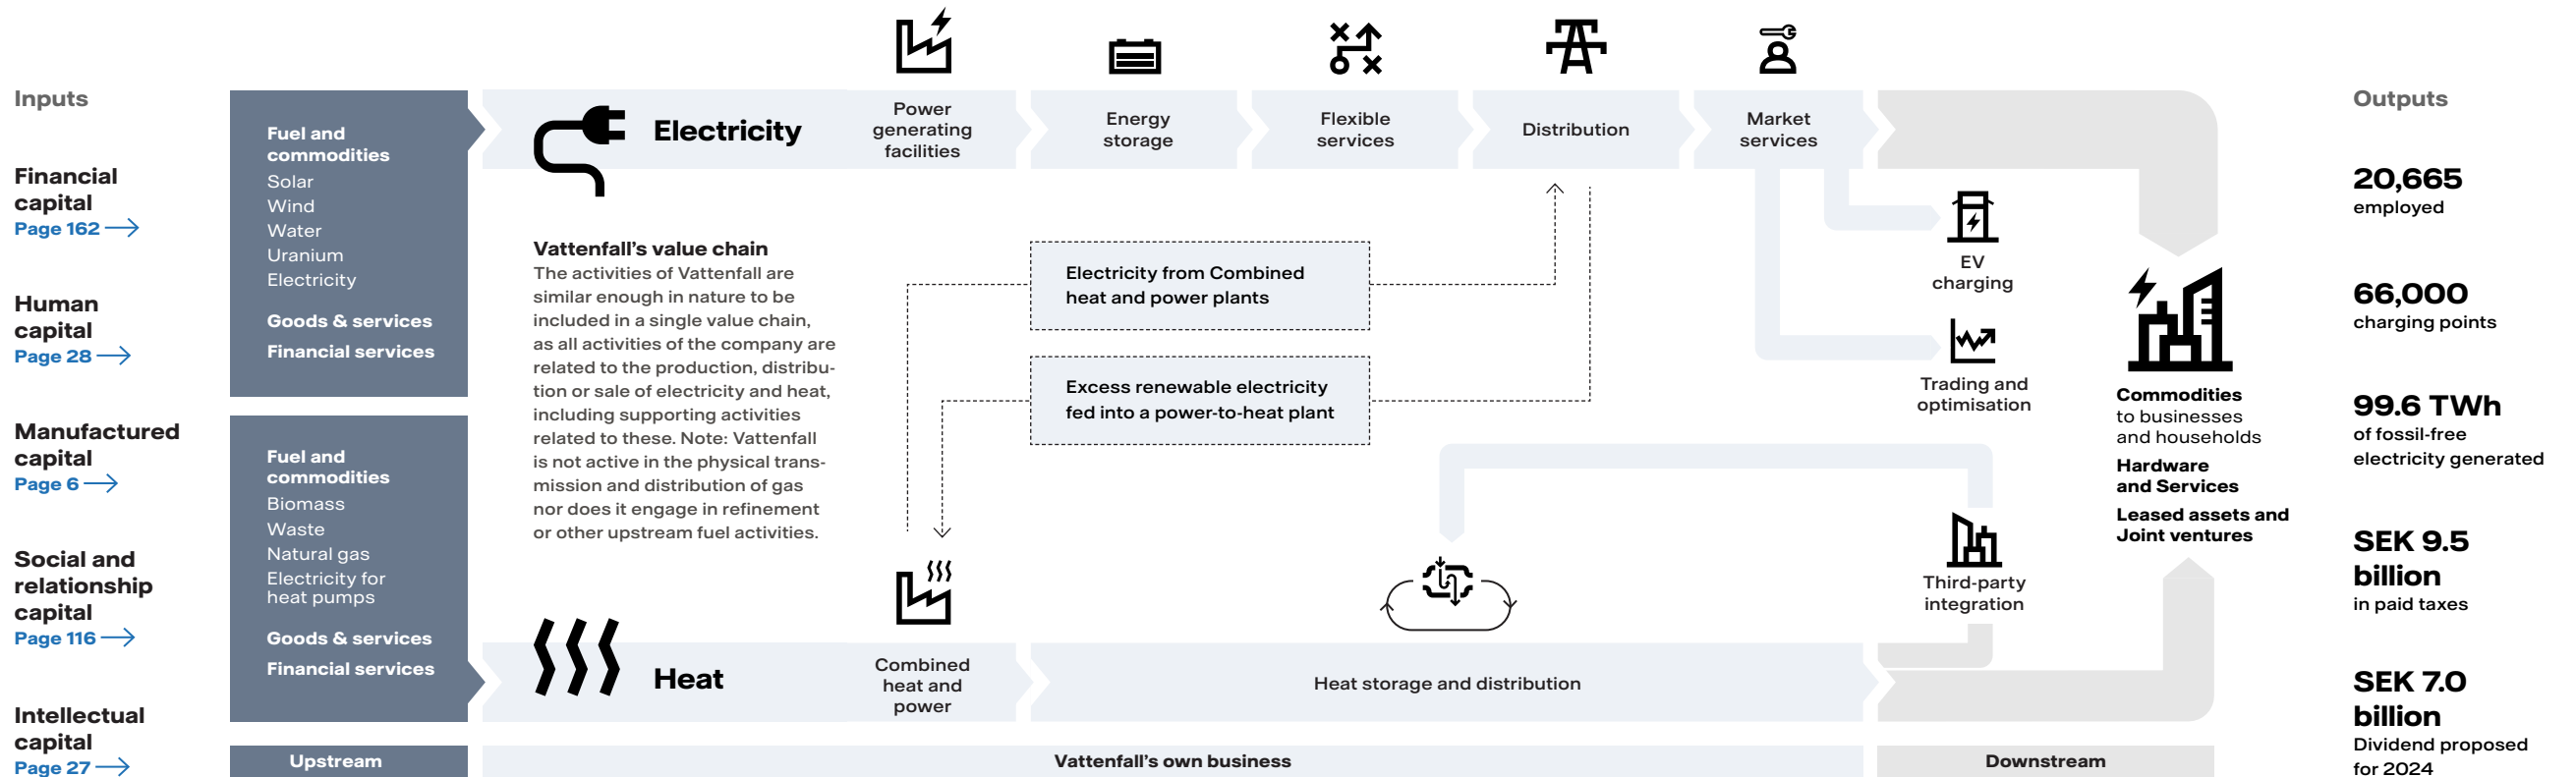 Inputs
Financial
capital
Page 162
Human
capital
Page 28
Manufactured
capital
Page 6
Social and
relationship
capital
Page 116
Intellectual
capital
Page 27
Fuel and
commodities
Solar
Wind
Water
Uranium
Electricity
Goods & services
Financial services
Fuel and
commodities
Biomass
Waste
Natural gas
Electricity for
heat pumps
Goods & services
Financial services
Upstream
Electricity
Power
generating
facilities
Energy
storage
Flexible
services
Distribution
Market
services
Vattenfall's value chain
The activities of Vattenfall are
similar enough in nature to be
included in a single value chain,
as all activities of the company are
related to the production, distribu-
tion or sale of electricity and heat,
including supporting activities
related to these. Note: Vattenfall
is not active in the physical trans-
mission and distribution of gas
nor does it engage in refinement
or other upstream fuel activities.
Electricity from Combined
heat and power plants
Excess renewable electricity
fed into a power-to-heat plant
EV
charging
Trading and
optimisation
Third-party
integration
Heat
Combined
heat and
power
Heat storage and distribution
Vattenfall's own business
Commodities
to businesses
and households
Hardware
and Services
Leased assets and
Joint ventures
Downstream
Outputs
20,665
employed
66,000
charging points
99.6 TWh
of fossil-free
electricity generated
SEK 9.5
billion
in paid taxes
SEK 7.0
billion
Dividend proposed
for 2024